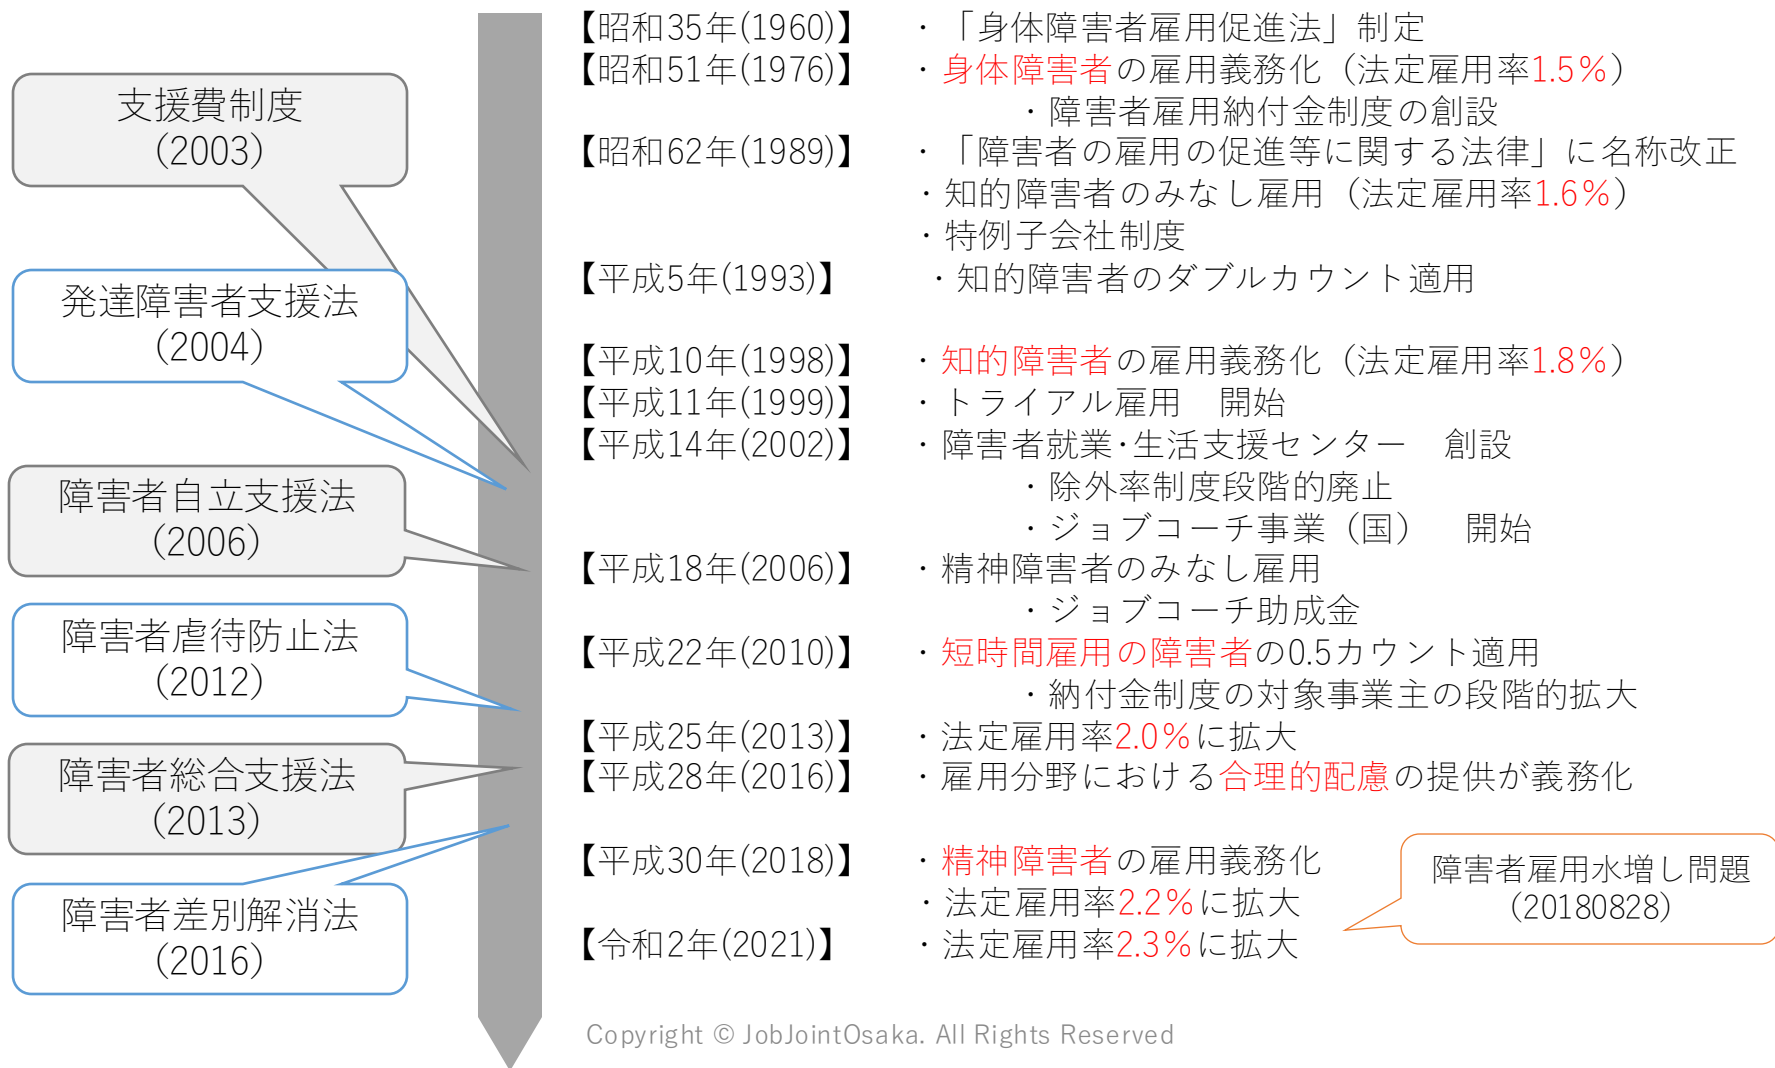 支援費制度
(2003)
発達障害者支援法
(2004)
障害者自立支援法
(2006)
障害者虐待防止法
(2012)
障害者総合支援法
(2013)
障害者差別解消法
(2016)
【昭和35年(1960)】 ・「身体障害者雇用促進法」制定
【昭和51年(1976)】 ・身体障害者の雇用義務化（法定雇用率1.5%）
・障害者雇用納付金制度の創設
【昭和62年(1989)】 ・「障害者の雇用の促進等に関する法律」に名称改正
・知的障害者のみなし雇用（法定雇用率1.6%）
・特例子会社制度
【平成5年(1993)】 ・知的障害者のダブルカウント適用
【平成10年(1998)】 ・知的障害者の雇用義務化（法定雇用率1.8%）
【平成11年(1999)】 ・トライアル雇用　開始
【平成14年(2002)】 ・障害者就業･生活支援センター　創設
・除外率制度段階的廃止
・ジョブコーチ事業（国）　開始
【平成18年(2006)】 ・精神障害者のみなし雇用
・ジョブコーチ助成金
【平成22年(2010)】 ・短時間雇用の障害者の0.5カウント適用
・納付金制度の対象事業主の段階的拡大
【平成25年(2013)】 ・法定雇用率2.0%に拡大
【平成28年(2016)】 ・雇用分野における合理的配慮の提供が義務化
【平成30年(2018)】 ・精神障害者の雇用義務化
・法定雇用率2.2%に拡大
【令和2年(2021)】 ・法定雇用率2.3%に拡大
障害者雇用水増し問題
(20180828)
Copyright © JobJointOsaka. All Rights Reserved